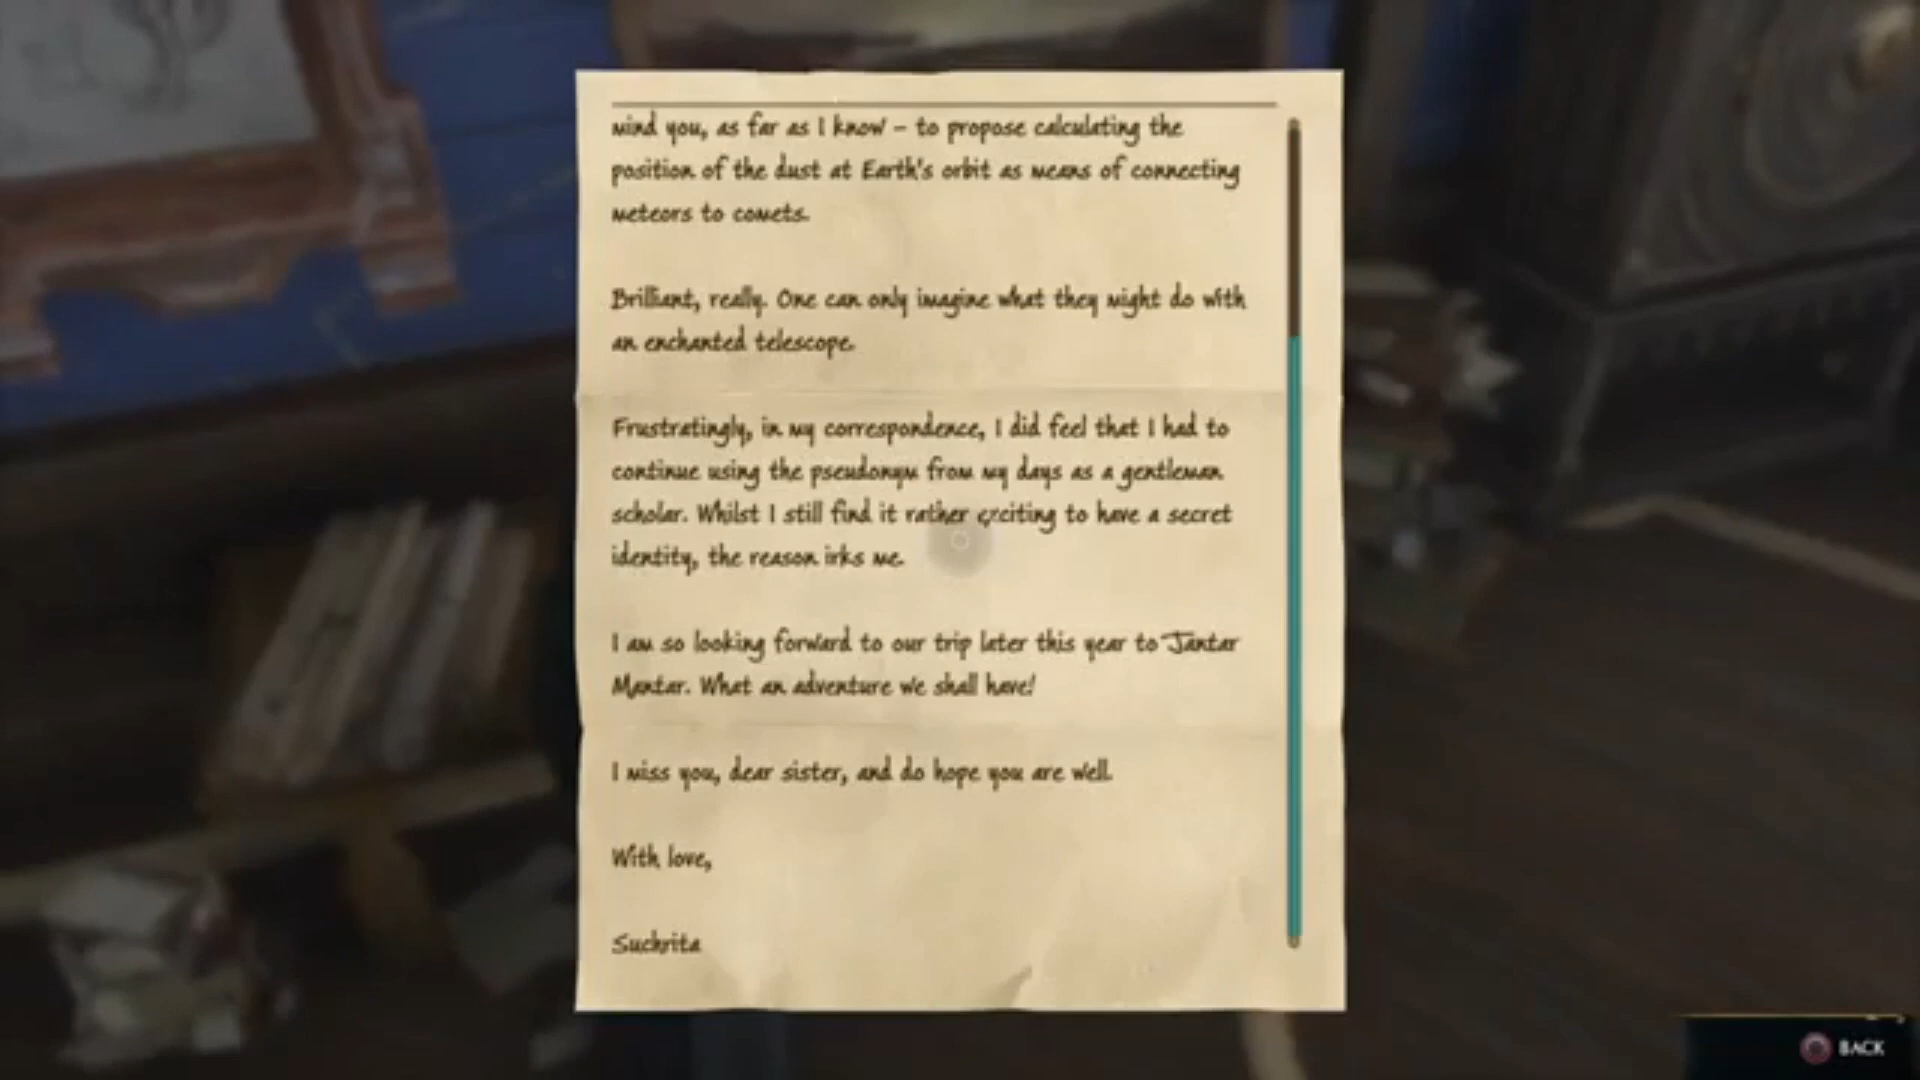 mind you, as far as I know – to propose calculating the
position of the dust at Earth's orbit as means of connecting
meteors to comets.
Brilliant, really. One can only imagine what they might do with
an enchanted telescope.
Frustratingly, in my correspondence, I did feel that I had to
continue using the pseudonym from my days as a gentleman
scholar. Whilst I still find it rather exciting to have a secret
identity, the reason irks me.
I am so looking forward to our trip later this year to Jantar
Mantar. What an adventure we shall have!
I miss you, dear sister, and do hope you are well.
With love,
Suchrita
BACK